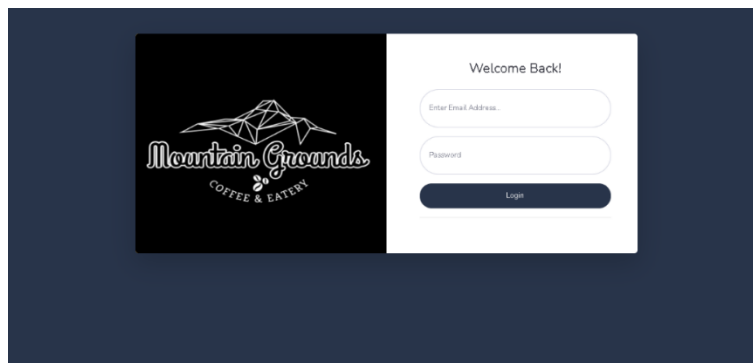 Mountain Grounds
COFFEE & EATERY
Welcome Back!
Enter Email Address...
Password
Login